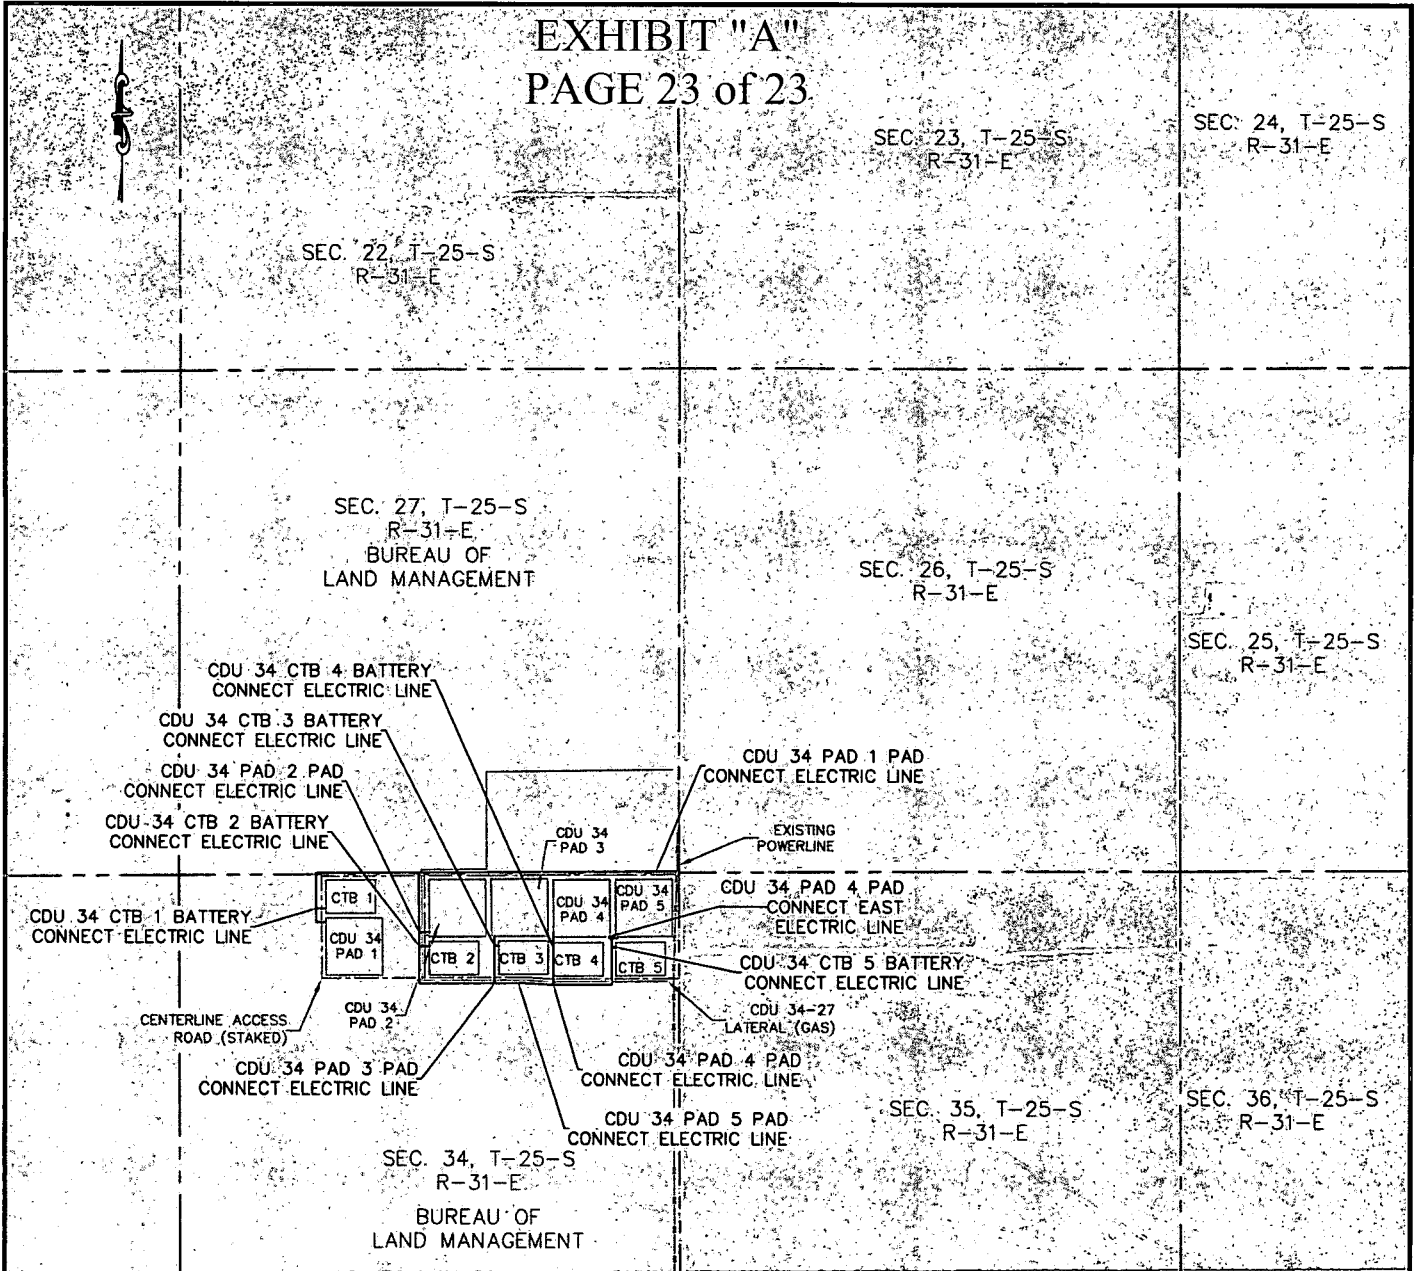 EXHIBIT "A"
PAGE 23 of 23
SEC. 24, T-25-S
R-31-E
SEC. 23, T-25-S
R-31-E
SEC. 22, T-25-S
R-31-E
SEC. 27, T-25-S
R-31-E
BUREAU OF
LAND MANAGEMENT
SEC. 26, T-25-S
R-31-E
SEC. 25, T-25-S
R-31-E
CDU 34 CTB 4 BATTERY
CONNECT ELECTRIC LINE
CDU 34 CTB 3 BATTERY
CONNECT ELECTRIC LINE
CDU 34 PAD 2 PAD
CONNECT ELECTRIC LINE
CDU 34 CTB 2 BATTERY
CONNECT ELECTRIC LINE
CDU 34 PAD 1 PAD
CONNECT ELECTRIC LINE
EXISTING
POWERLINE
CDU 34
PAD 3
CTB 1
CDU 34
PAD 4
CDU 34
PAD 5
CDU 34 PAD 4 PAD
CONNECT EAST
ELECTRIC LINE
CDU 34 CTB 1 BATTERY
CONNECT ELECTRIC LINE
CDU 34
PAD 1
CTB 2
CTB 3
CTB 4
CTB 5
CDU 34 CTB 5 BATTERY
CONNECT ELECTRIC LINE
CENTERLINE ACCESS
ROAD (STAKED)
CDU 34
PAD 2
CDU 34-27
LATERAL (GAS)
CDU 34 PAD 3 PAD
CONNECT ELECTRIC LINE
CDU 34 PAD 4 PAD
CONNECT ELECTRIC LINE
CDU 34 PAD 5 PAD
CONNECT ELECTRIC LINE
SEC. 35, T-25-S
R-31-E
SEC. 36, T-25-S
R-31-E
SEC. 34, T-25-S
R-31-E
BUREAU OF
LAND MANAGEMENT